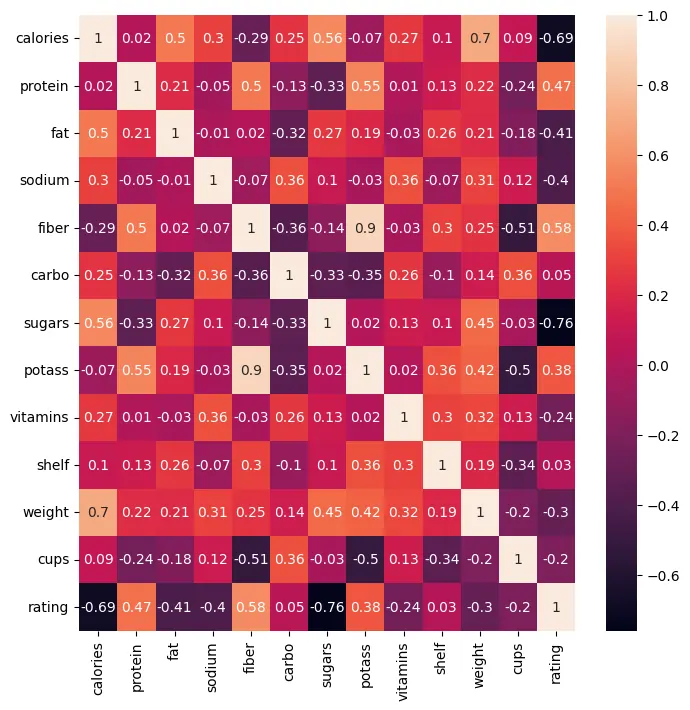 calories 1 0.02 0.5 0.3 -0.29 0.25 0.56 -0.07 0.27 0.1 0.7 0.09 -0.69
protein 0.02 1 0.21 -0.05 0.5 -0.13 -0.33 0.55 0.01 0.13 0.22 -0.24 0.47
fat 0.5 0.21 1 -0.01 0.02 -0.32 0.27 0.19 -0.03 0.26 0.21 -0.18 -0.41
sodium 0.3 -0.05 -0.01 1 -0.07 0.36 0.1 -0.03 0.36 -0.07 0.31 0.12 -0.4
fiber -0.29 0.5 0.02 -0.07 1 -0.36 -0.14 0.9 -0.03 0.3 0.25 -0.51 0.58
carbo 0.25 -0.13 -0.32 0.36 -0.36 1 -0.33 -0.35 0.26 -0.1 0.14 0.36 0.05
sugars 0.56 -0.33 0.27 0.1 -0.14 -0.33 1 0.02 0.13 0.1 0.45 -0.03 -0.76
potass -0.07 0.55 0.19 -0.03 0.9 -0.35 0.02 1 0.02 0.36 0.42 -0.5 0.38
vitamins 0.27 0.01 -0.03 0.36 -0.03 0.26 0.13 0.02 1 0.3 0.32 0.13 -0.24
shelf 0.1 0.13 0.26 -0.07 0.3 -0.1 0.1 0.36 0.3 1 0.19 -0.34 0.03
weight 0.7 0.22 0.21 0.31 0.25 0.14 0.45 0.42 0.32 0.19 1 -0.2 -0.3
cups 0.09 -0.24 -0.18 0.12 -0.51 0.36 -0.03 -0.5 0.13 -0.34 -0.2 1 -0.2
rating -0.69 0.47 -0.41 -0.4 0.58 0.05 -0.76 0.38 -0.24 0.03 -0.3 -0.2 1
calories protein fat sodium fiber carbo sugars potass vitamins shelf weight cups rating
1.0
0.8
0.6
0.4
0.2
0.0
−0.2
−0.4
−0.6